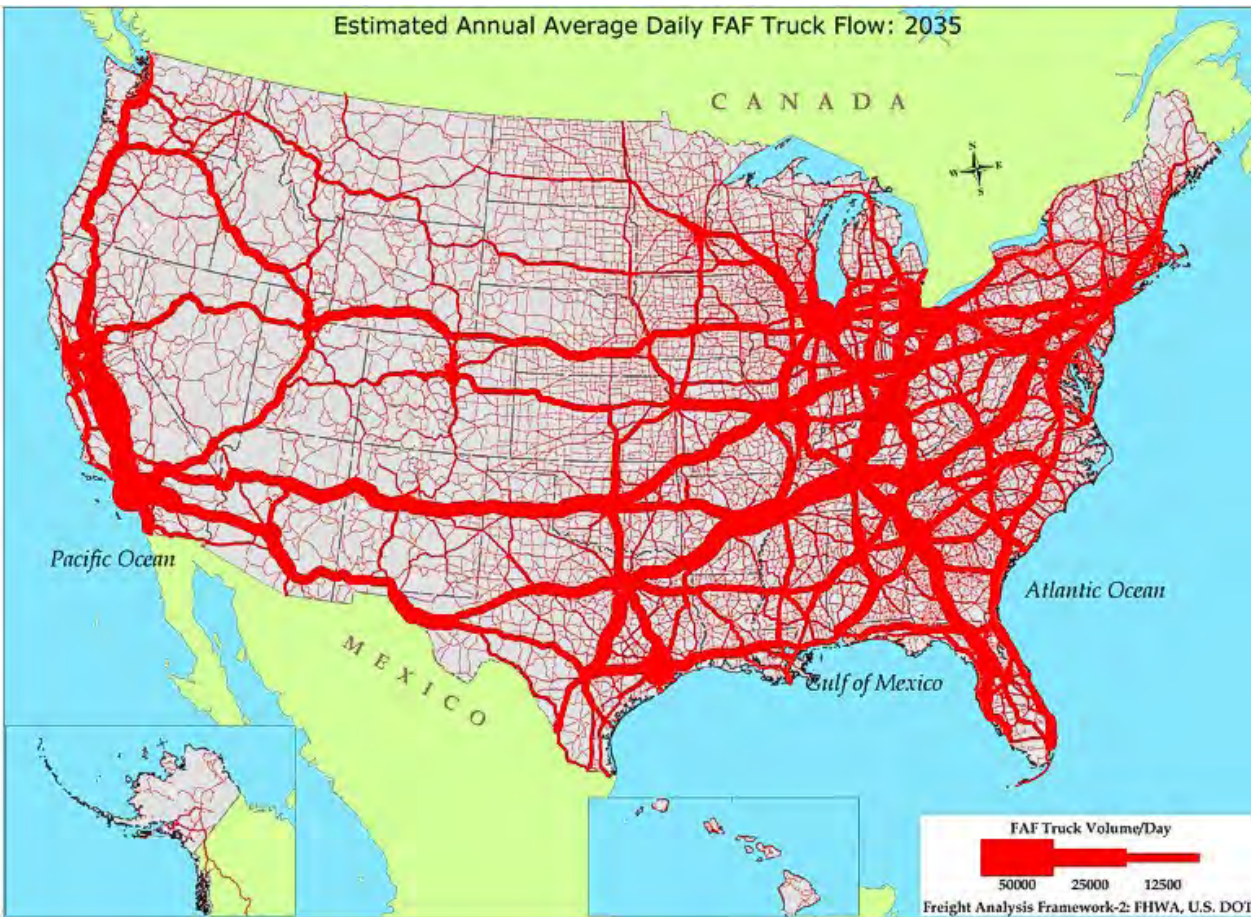 Estimated Annual Average Daily FAF Truck Flow: 2035
CANADA
S
W E
S
Pacific Ocean
Atlantic Ocean
MEXICO
Gulf of Mexico
FAF Truck Volume/Day
50000 25000 12500
Freight Analysis Framework-2: FHWA, U.S. DOT